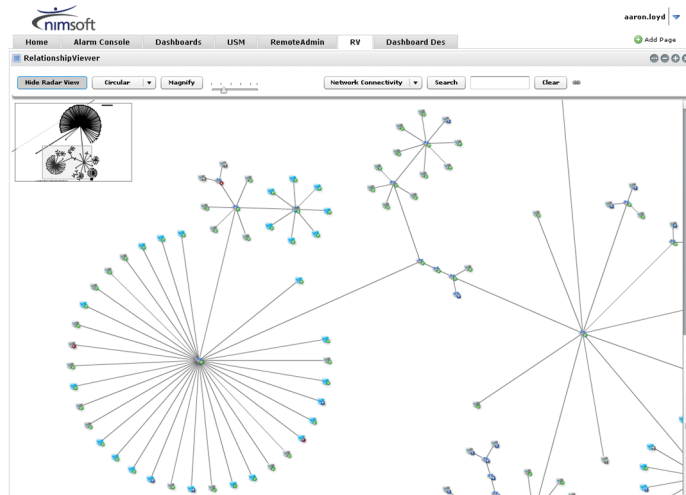 nimsoft
aaron.loyd
Home Alarm Console Dashboards USM RemoteAdmin RV Dashboard Des
Add Page
RelationshipViewer
Hide Radar View Circular Magnify Network Connectivity Search Clear